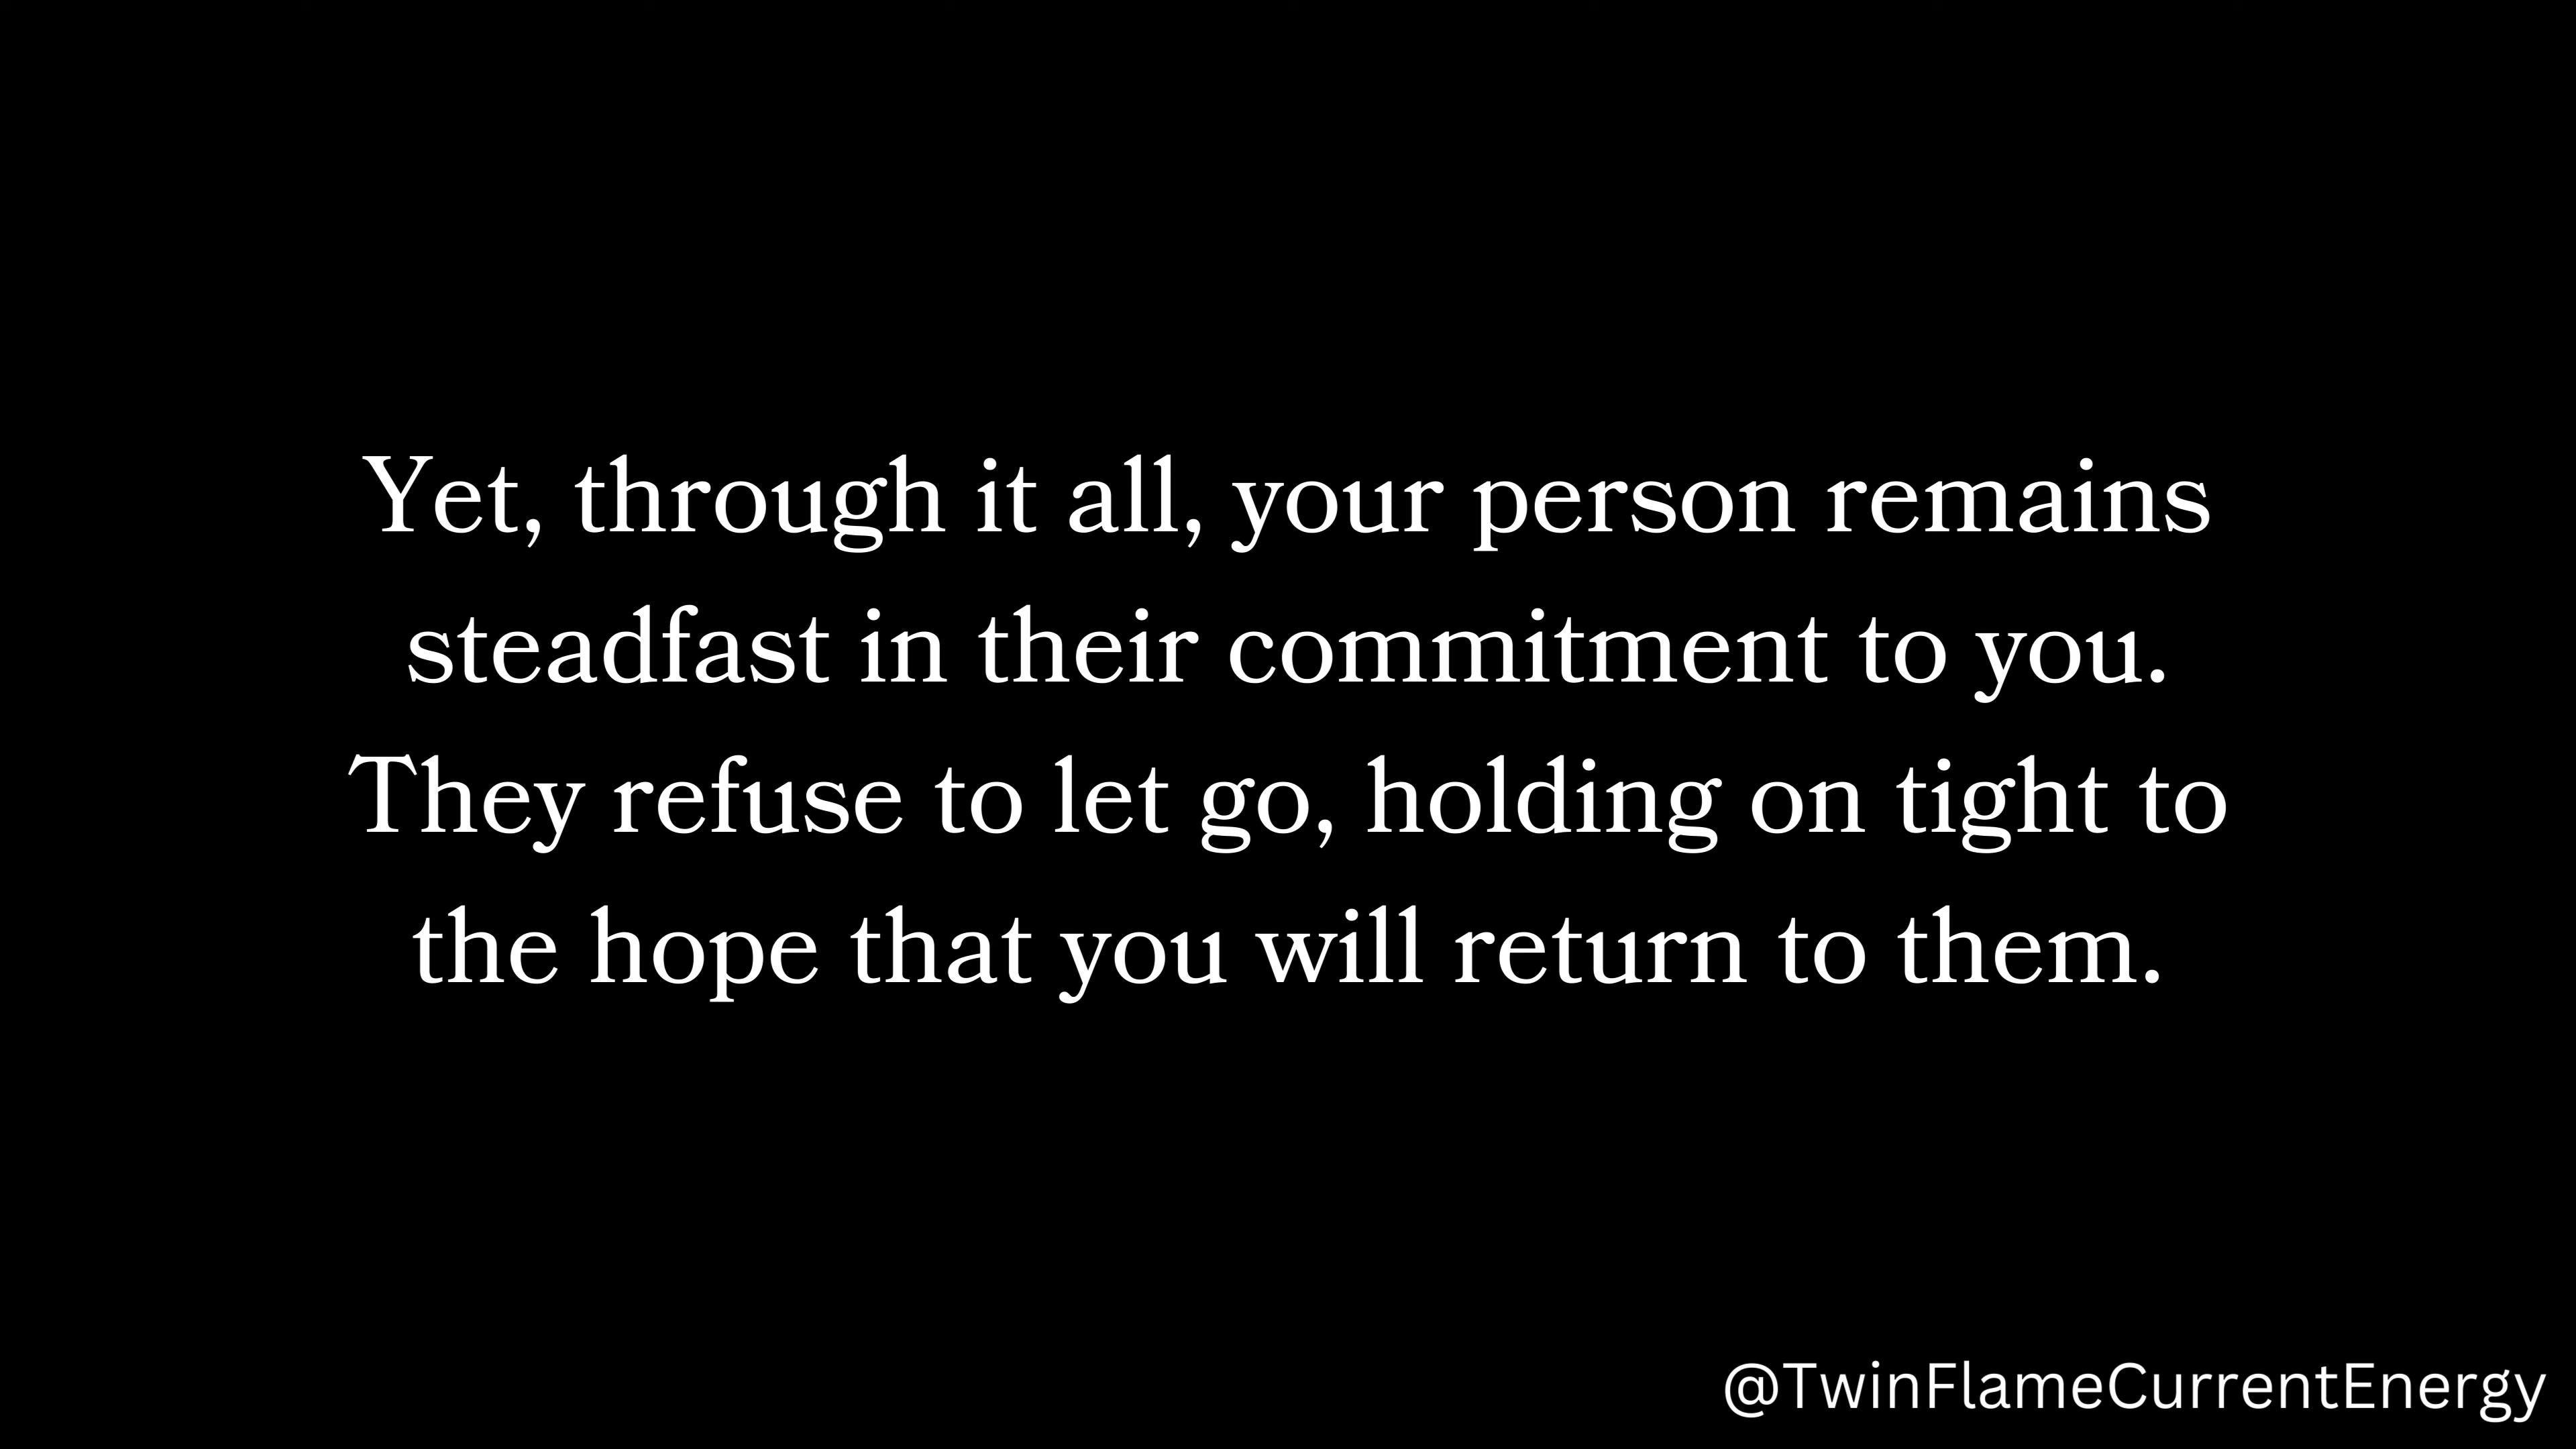 Yet, through it all, your person remains
steadfast in their commitment to you.
They refuse to let go, holding on tight to
the hope that you will return to them.
@TwinFlameCurrentEnergy